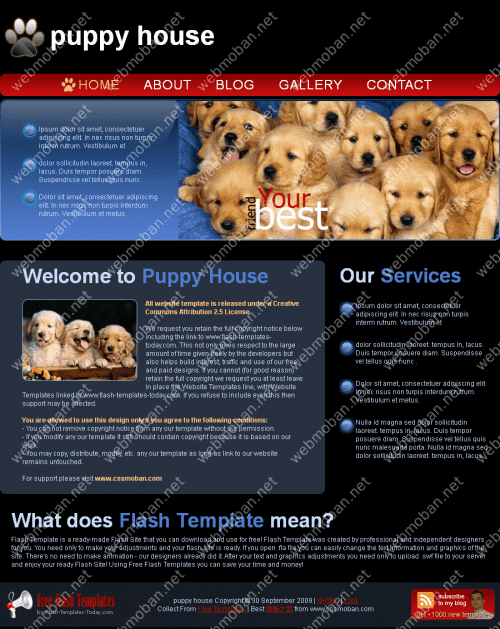 puppy house
HOME ABOUT BLOG GALLERY CONTACT
Ipsum dolor sit amet, consectetuer
adipiscing elit. In nec risus non turpis
interm rutrum. Vestibulum et
dolor sollicitudin laoreet. tempus in,
lacus. Duis tempor posuere diam.
Suspendisse vel tellus quis nunc .
Dolor sit amet, consectetuer adipiscing
elit. In nec risus non turpis interdum
rutrum. Vestibulum et metus.
Your
best
friend
Welcome to Puppy House
All website template is released under a Creative
Commons Attribution 2.5 License
We request you retain the full copyright notice below
including the link to www.flash-templates-
today.com. This not only gives respect to the large
amount of time given freely by the developers but
also helps build interest, traffic and use of our free
and paid designs. If you cannot (for good reason)
retain the full copyright we request you at least leave
in place the Website Templates line, with Website
Templates linked to www.flash-templates-today.com. If you refuse to include even this then
support may be affected.
You are allowed to use this design only if you agree to the following conditions:
- You can not remove copyright notice from any our template without our permission.
- If you modify any our template it still should contain copyright because it is based on our
work.
- You may copy, distribute, modify, etc. any our template as long as link to our website
remains untouched.
For support please visit www.cssmoban.com
Our Services
Ipsum dolor sit amet, consectetuer
adipiscing elit. In nec risus non turpis
interm rutrum. Vestibulum et
dolor sollicitudin laoreet. tempus in, lacus.
Duis tempor posuere diam. Suspendisse
vel tellus quis nunc .
Dolor sit amet, consectetuer adipiscing elit.
In nec risus non turpis interdum rutrum.
Vestibulum et metus.
Nulla id magna sed dolor sollicitudin
laoreet. tempus in, lacus. Duis tempor
posuere diam. Suspendisse vel tellus quis
nunc malesuada porta. Nulla id magna sed
dolor sollicitudin laoreet. tempus in, lacus.
What does Flash Template mean?
Flash Template is a ready-made Flash Site that you can download and use for free! Flash Template was created by professional and independent designers
for you. You need only to make your adjustments and your flash site is ready. If you open .fla file you can easily change the text information and graphics of the
site. There's no need to make animation - our designers already did it. After your text and graphics adjustments you need only to upload .swf file to your server
and enjoy your ready Flash Site! Using Free Flash Templates you can save your time and money!
Free Flash Templates
by Flash-Templates-Today.com
puppy house Copyright © 30 September 2009 |
Collect From Free Templates | Best from www.cssmoban.com
subscribe
to my blog
get +1000 new templates
webmoban.net